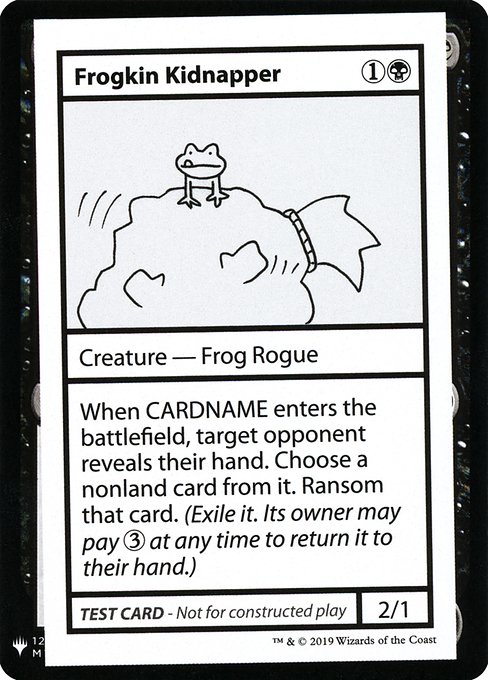 Frogkin Kidnapper 1
Creature — Frog Rogue
When CARDNAME enters the
battlefield, target opponent
reveals their hand. Choose a
nonland card from it. Ransom
that card. (Exile it. Its owner may
pay 3 at any time to return it to
their hand.)
TEST CARD - Not for constructed play 2/1
™ & © 2019 Wizards of the Coast
12
M